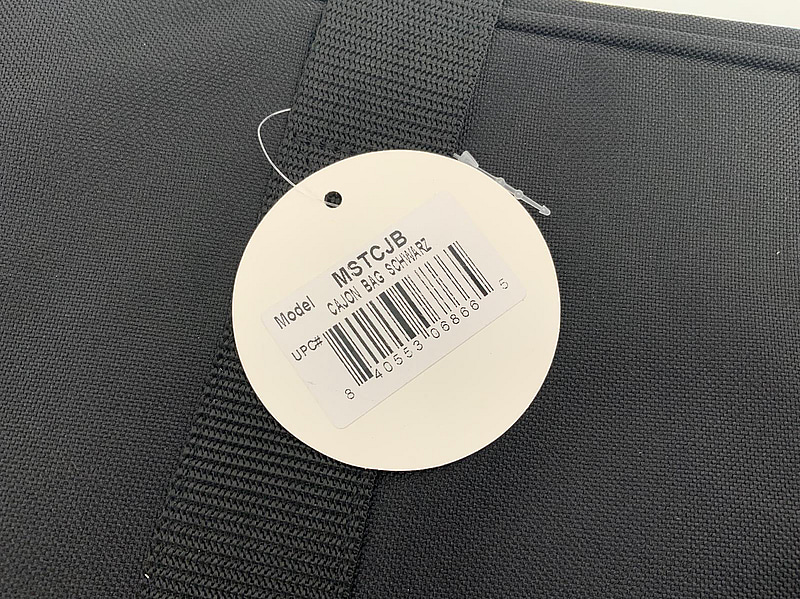 Model MSTCJB
CAJON BAG SCHWARZ
UPC#
8 40553 06866 5